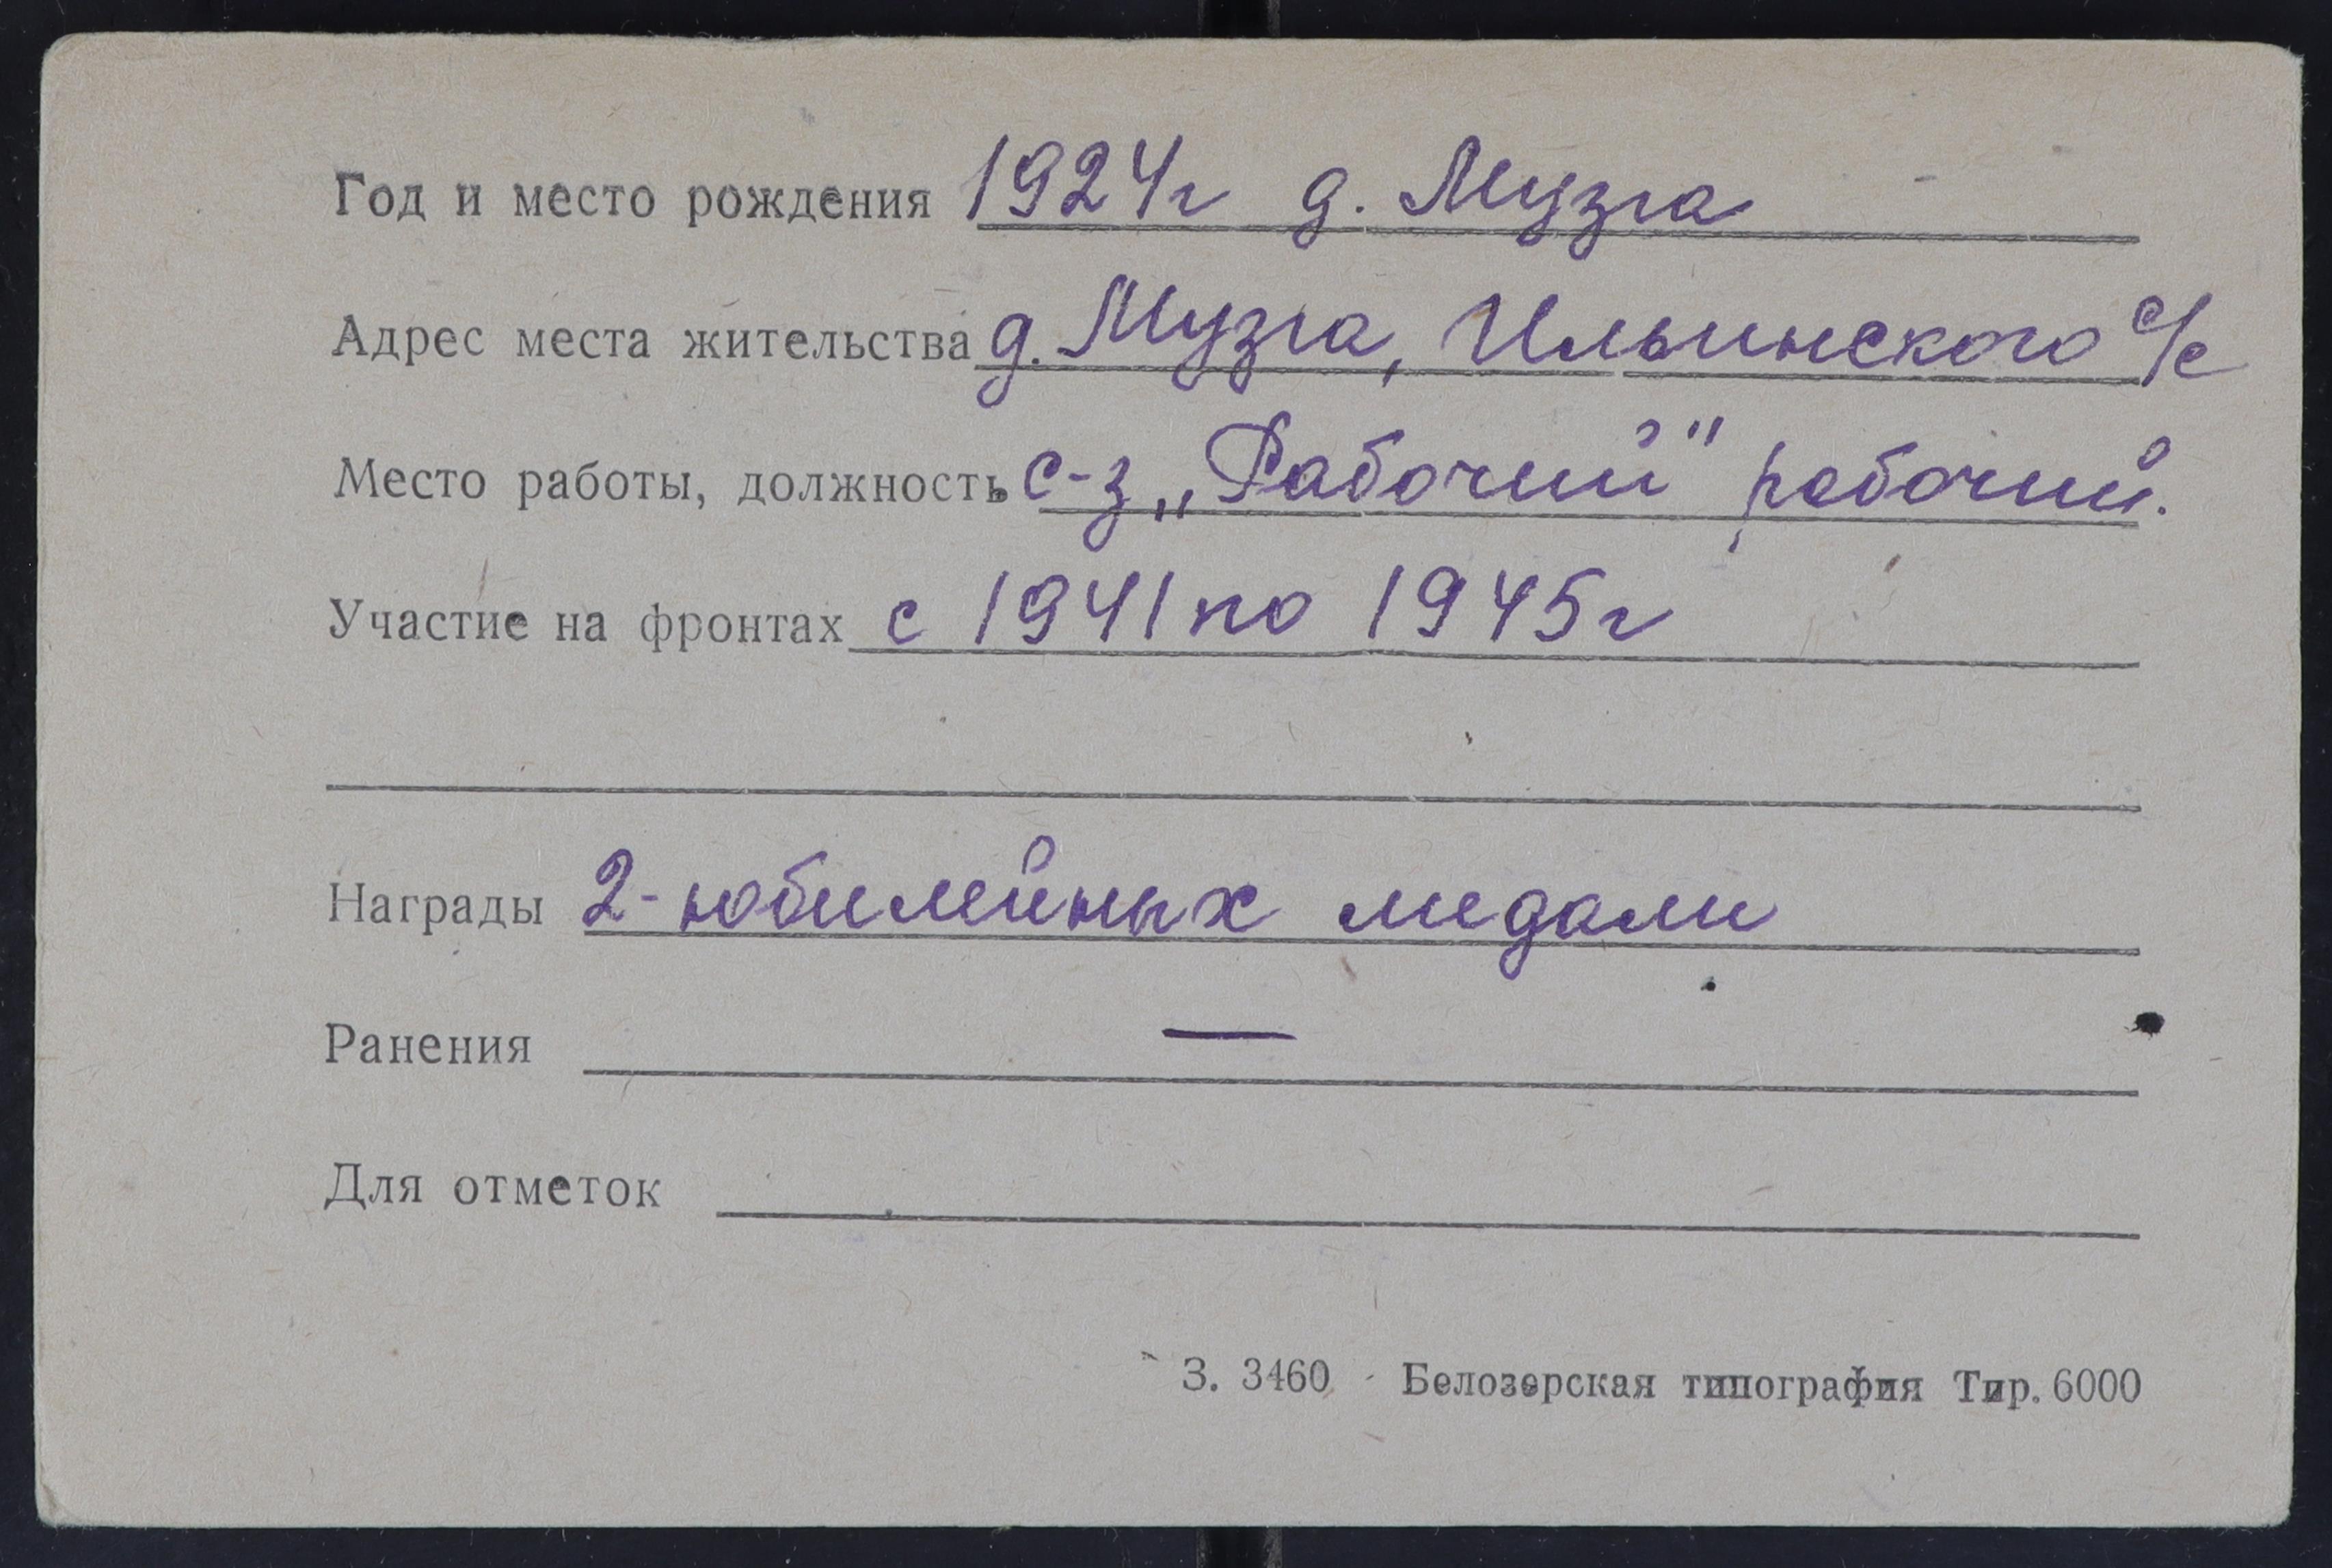 Год и место рождения 1924г д. Музга
Адрес места жительства д. Музга, Ильинского с/с
Место работы, должность с-з „Рабочий" рабочий.
Участие на фронтах с 1941 по 1945г
Награды 2-юбилейных медали
Ранения —
Для отметок
З. 3460 Белозерская типография Тир. 6000